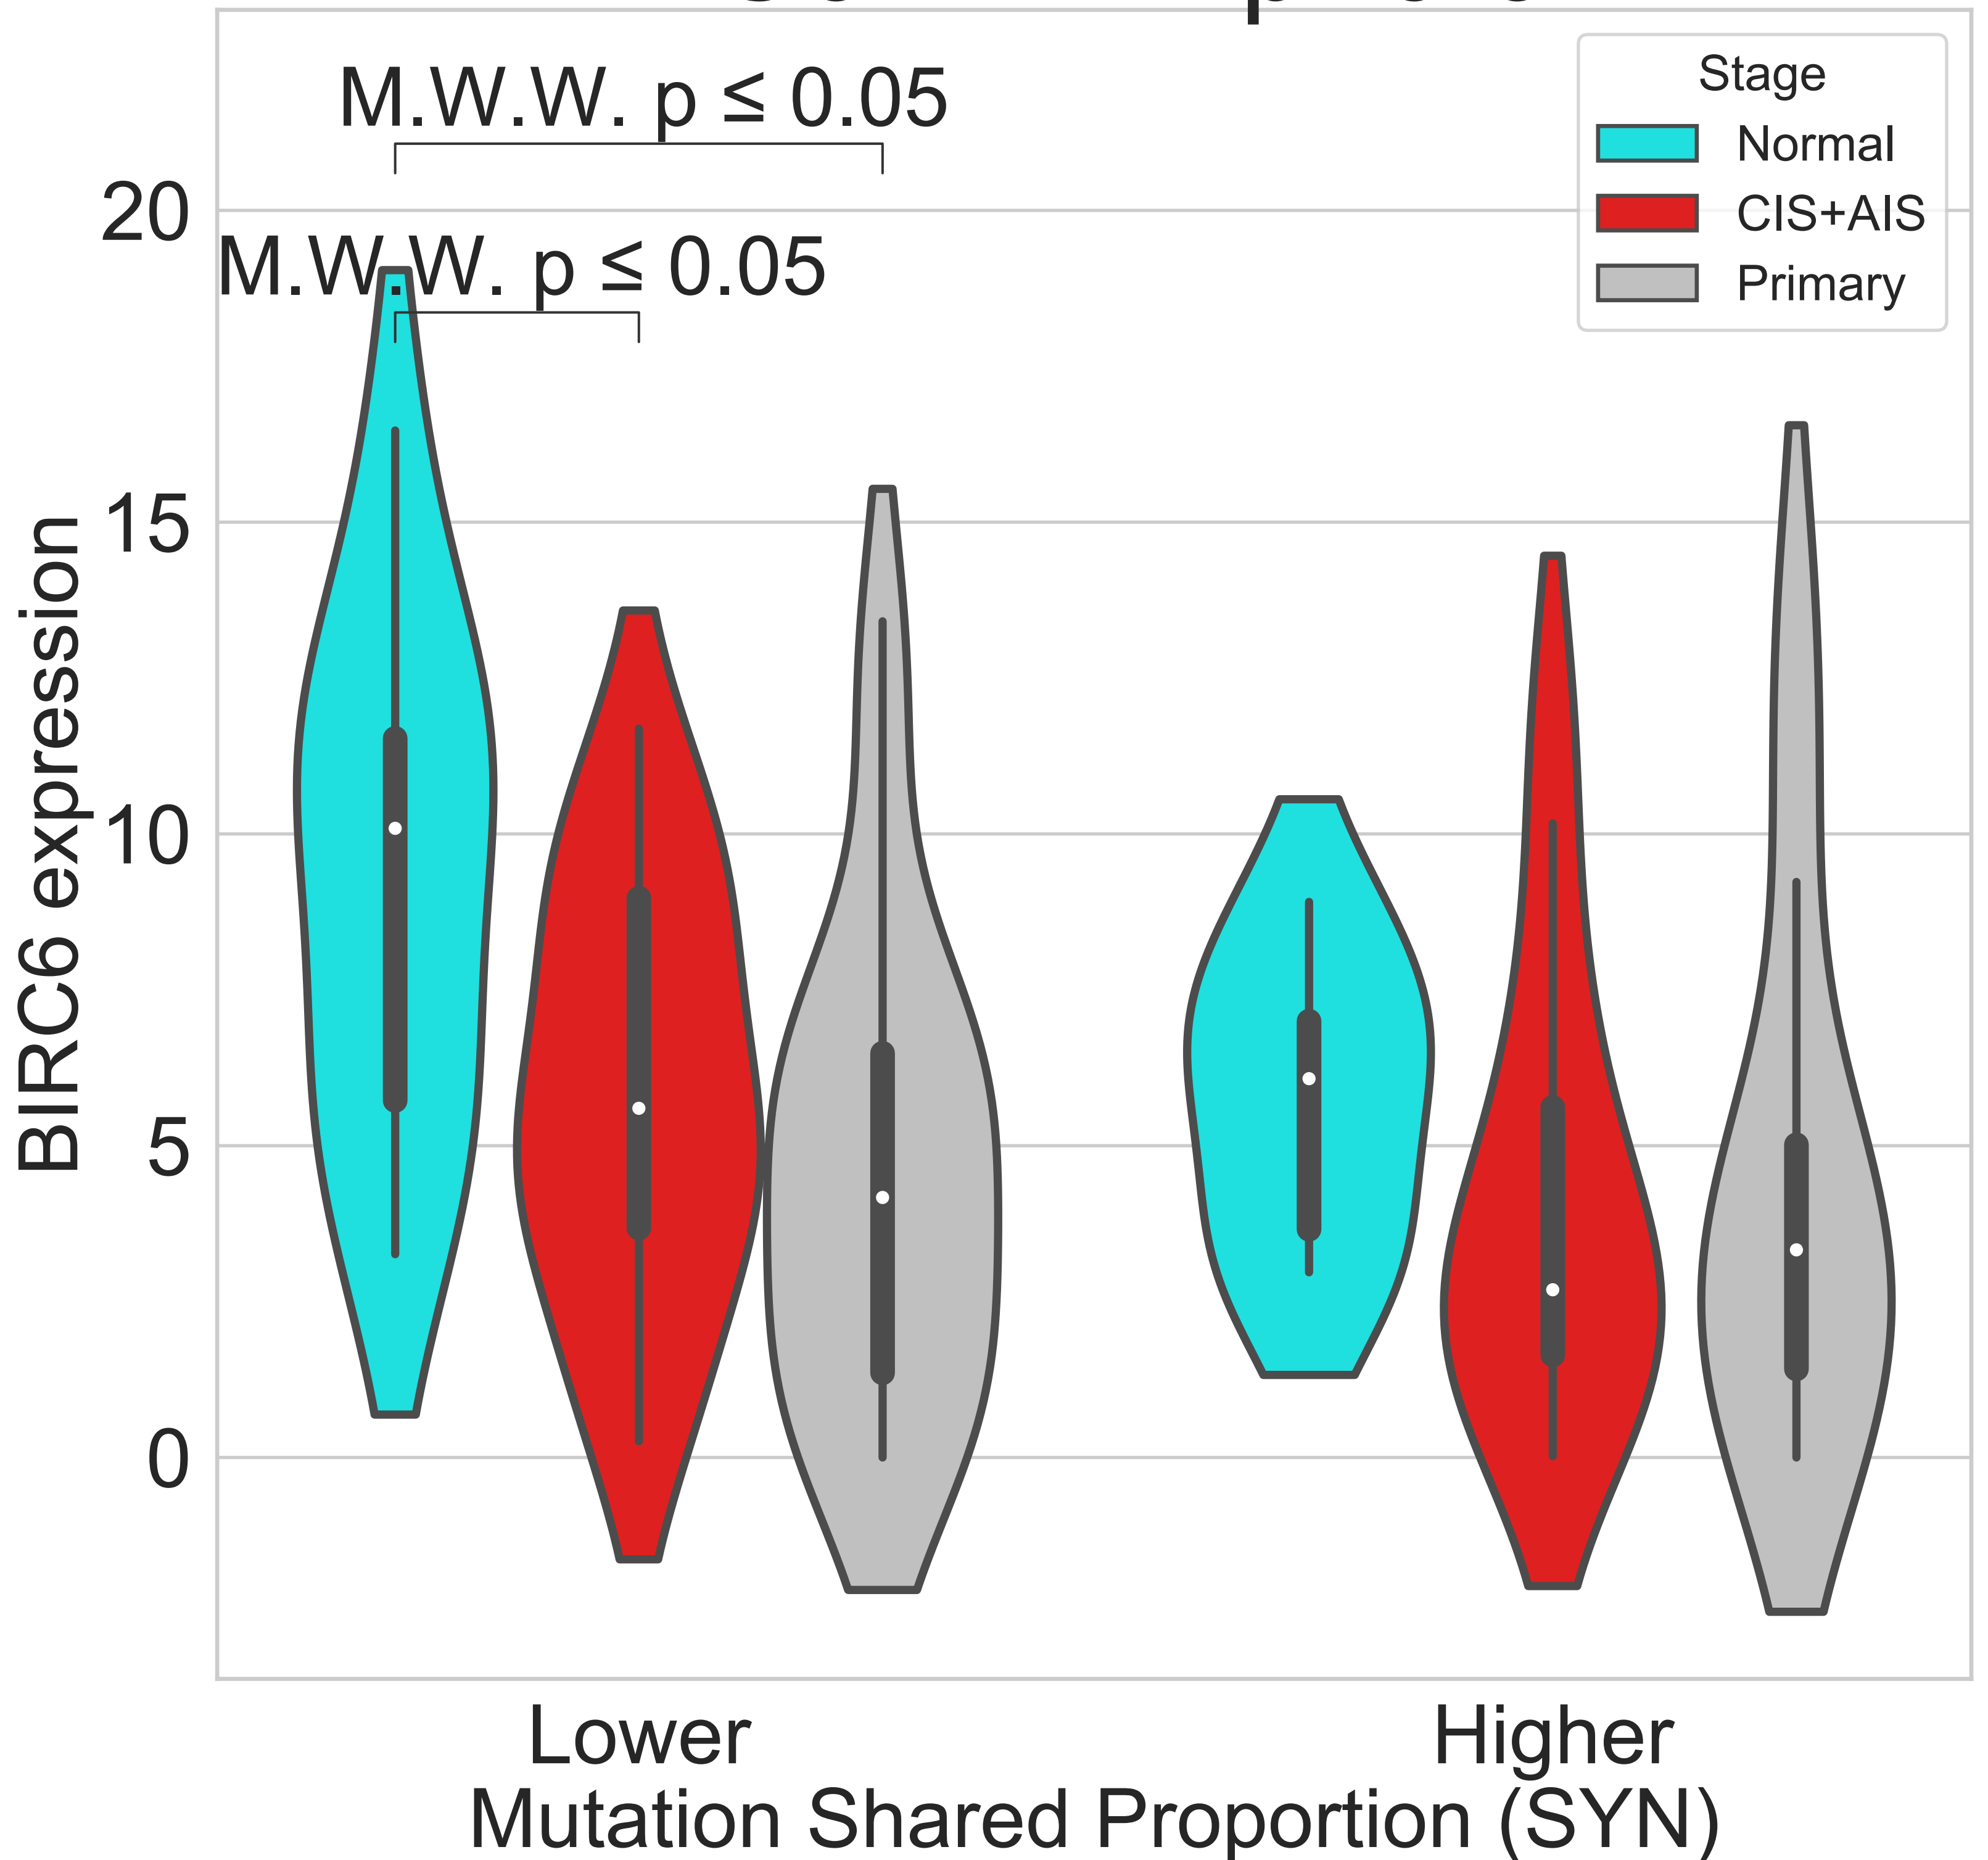 M.W.W. p ≤ 0.05
M.W.W. p ≤ 0.05
Stage
Normal
CIS+AIS
Primary
20
15
10
5
0
BIRC6 expression
Lower
Higher
Mutation Shared Proportion (SYN)